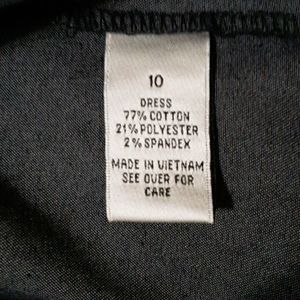 10
DRESS
77% COTTON
21% POLYESTER
2% SPANDEX
MADE IN VIETNAM
SEE OVER FOR
CARE